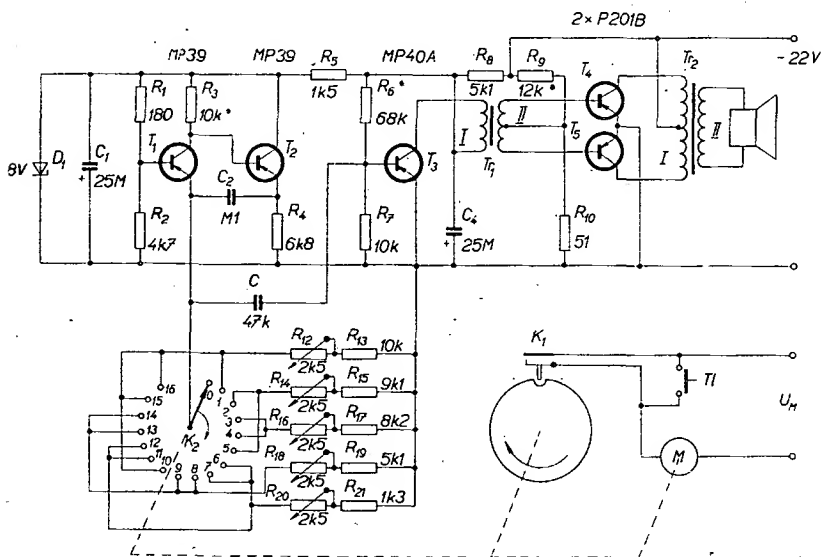 2×P201B
MP39 MP39 R5 MP40A R8 R9 T4 Tr2
-22V
R1 R3 1k5 R6 5k1 12k
180 10k 68k
T1 T2 I II T5 I II
8V D1 C1 T3 Tr1
+ 25M C2
R2 M1 R4 R7 C4 R10
4k7 6k8 10k + 25M 51
C
47k
R12 R13 10k K1
2k5
16 0 1 R14 R15 9k1 Tl
15 2 2k5
14 3 R16 R17 8k2 UM
13 4 2k5
12 K2 5 R18 R19 5k1 M
11 10 9 8 7 6 2k5
R20 R21 1k3
2k5